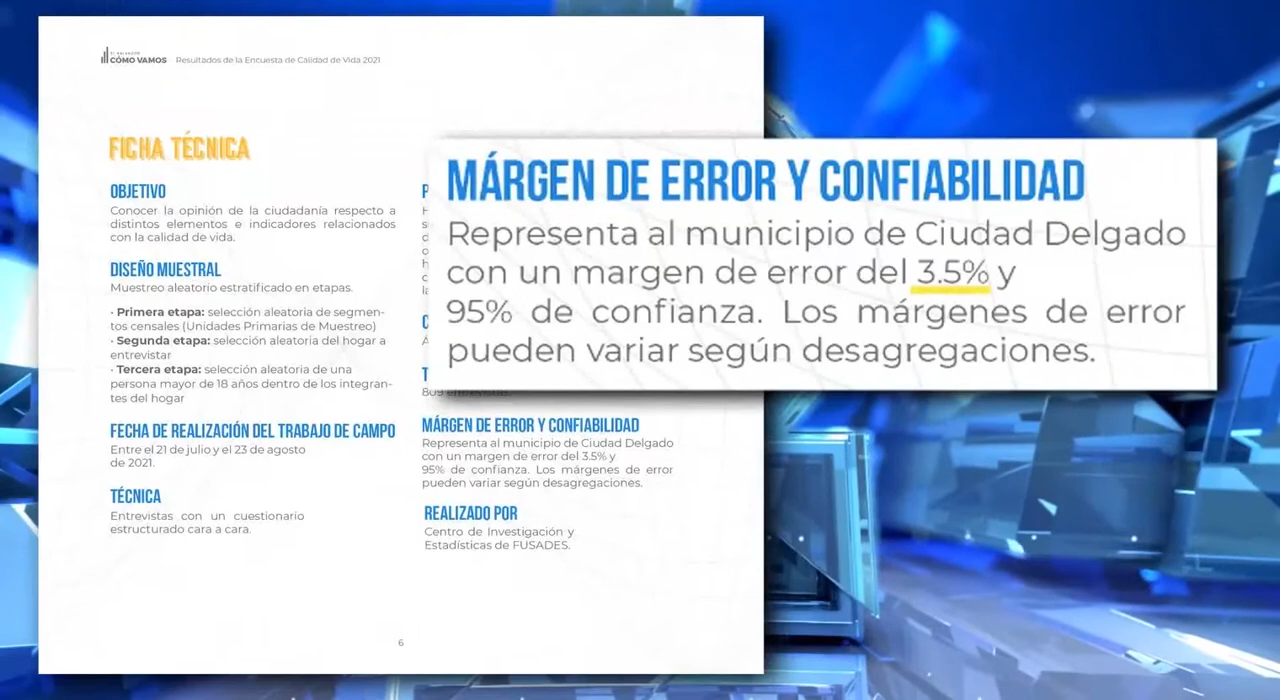 EL SALVADOR
CÓMO VAMOS
Resultados de la Encuesta de Calidad de Vida 2021
FICHA TÉCNICA
OBJETIVO
Conocer la opinión de la ciudadanía respecto a
distintos elementos e indicadores relacionados
con la calidad de vida.
DISEÑO MUESTRAL
Muestreo aleatorio estratificado en etapas.
· Primera etapa: selección aleatoria de segmen-
tos censales (Unidades Primarias de Muestreo)
· Segunda etapa: selección aleatoria del hogar a
entrevistar
· Tercera etapa: selección aleatoria de una
persona mayor de 18 años dentro de los integran-
tes del hogar
FECHA DE REALIZACIÓN DEL TRABAJO DE CAMPO
Entre el 21 de julio y el 23 de agosto
de 2021.
TÉCNICA
Entrevistas con un cuestionario
estructurado cara a cara.
MÁRGEN DE ERROR Y CONFIABILIDAD
Representa al municipio de Ciudad Delgado
con un margen de error del 3.5% y
95% de confianza. Los márgenes de error
pueden variar según desagregaciones.
MÁRGEN DE ERROR Y CONFIABILIDAD
Representa al municipio de Ciudad Delgado
con un margen de error del 3.5% y
95% de confianza. Los márgenes de error
pueden variar según desagregaciones.
REALIZADO POR
Centro de Investigación y
Estadísticas de FUSADES.
6